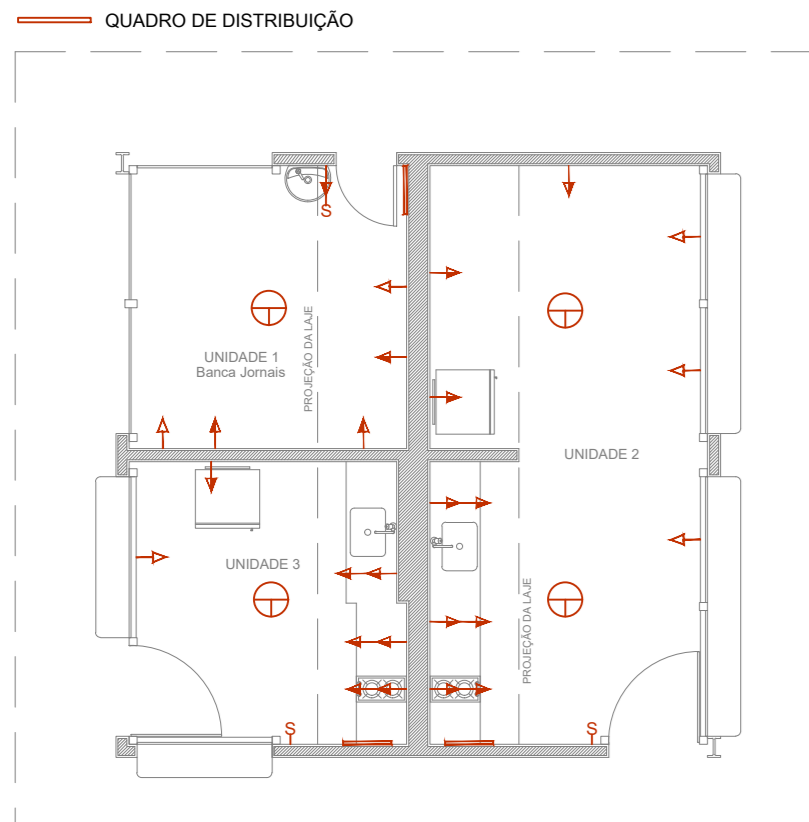 QUADRO DE DISTRIBUIÇÃO
S
PROJEÇÃO DA LAJE
UNIDADE 1
Banca Jornais
UNIDADE 2
UNIDADE 3
PROJEÇÃO DA LAJE
S
S